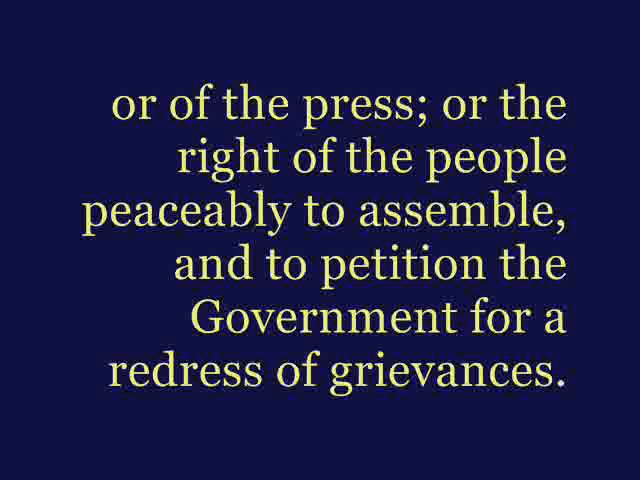 or of the press; or the
right of the people
peaceably to assemble,
and to petition the
Government for a
redress of grievances.